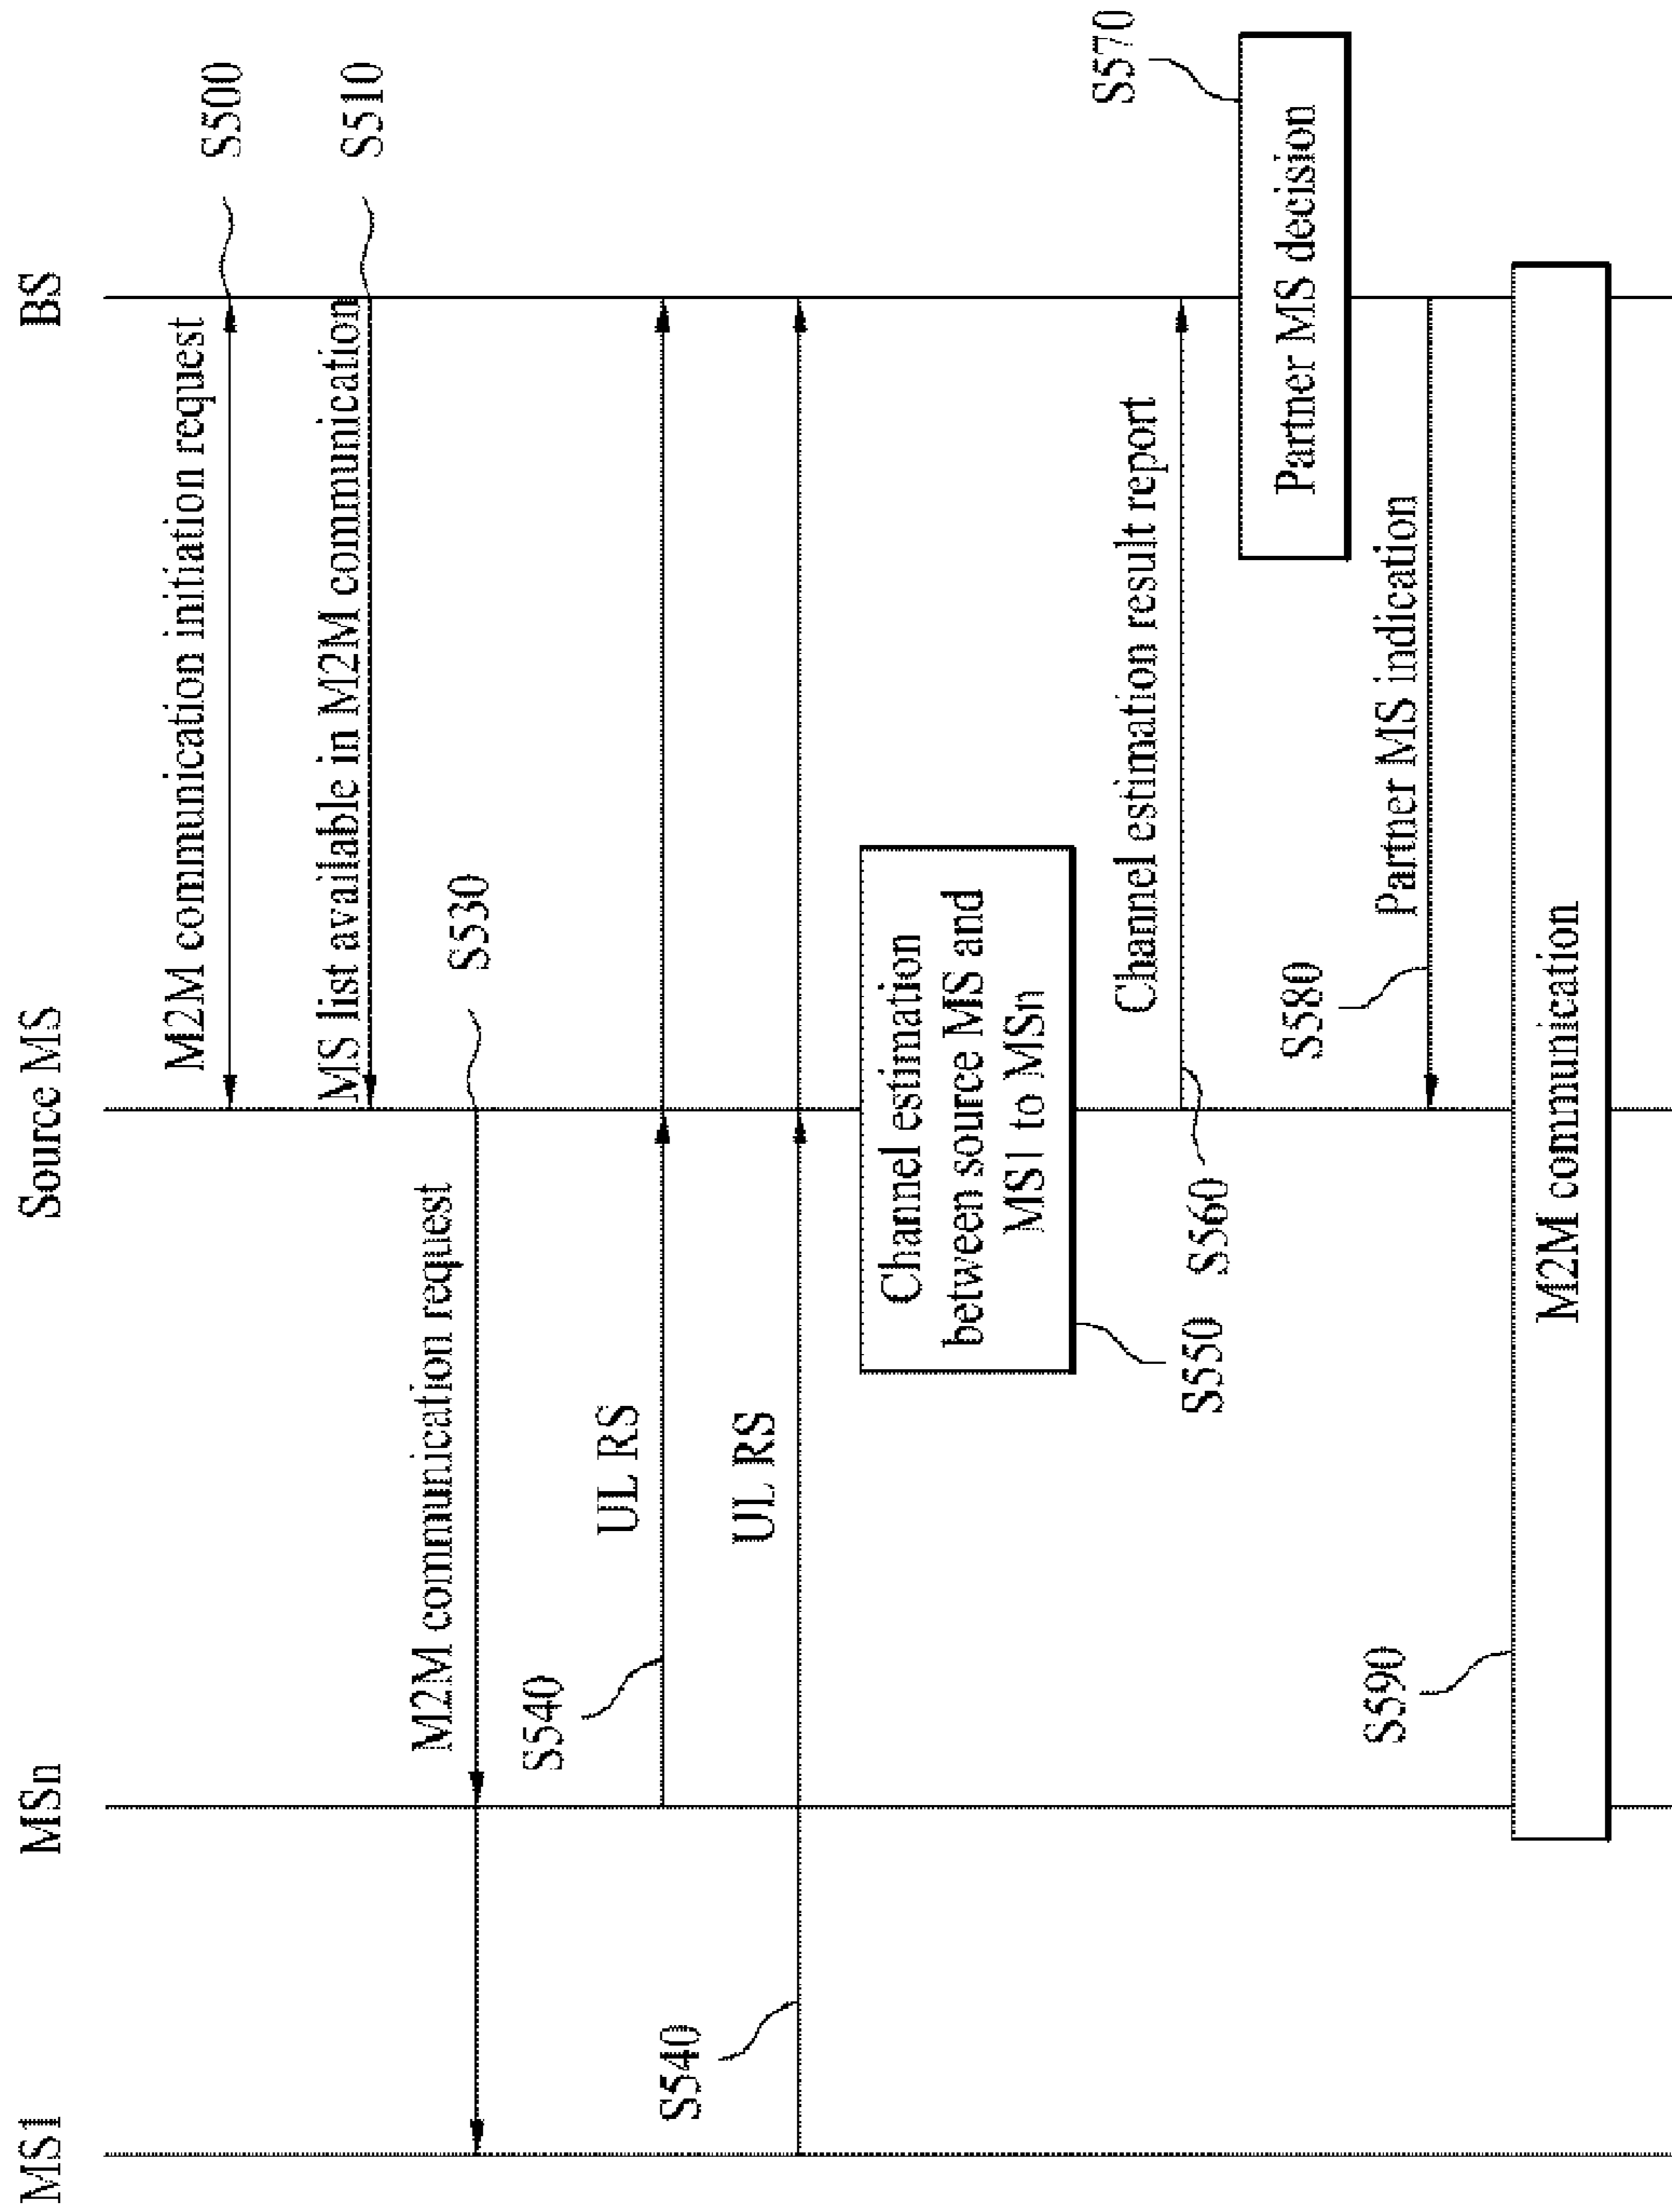 MS1
MSn
Source MS
BS
M2M communication initiation request
S500
MS list available in M2M communication
S510
M2M communication request
S530
S540
UL RS
S540
UL RS
Channel estimation
between source MS and
MS1 to MSn
S550
Channel estimation result report
S560
Partner MS decision
S570
Partner MS indication
S580
M2M communication
S590